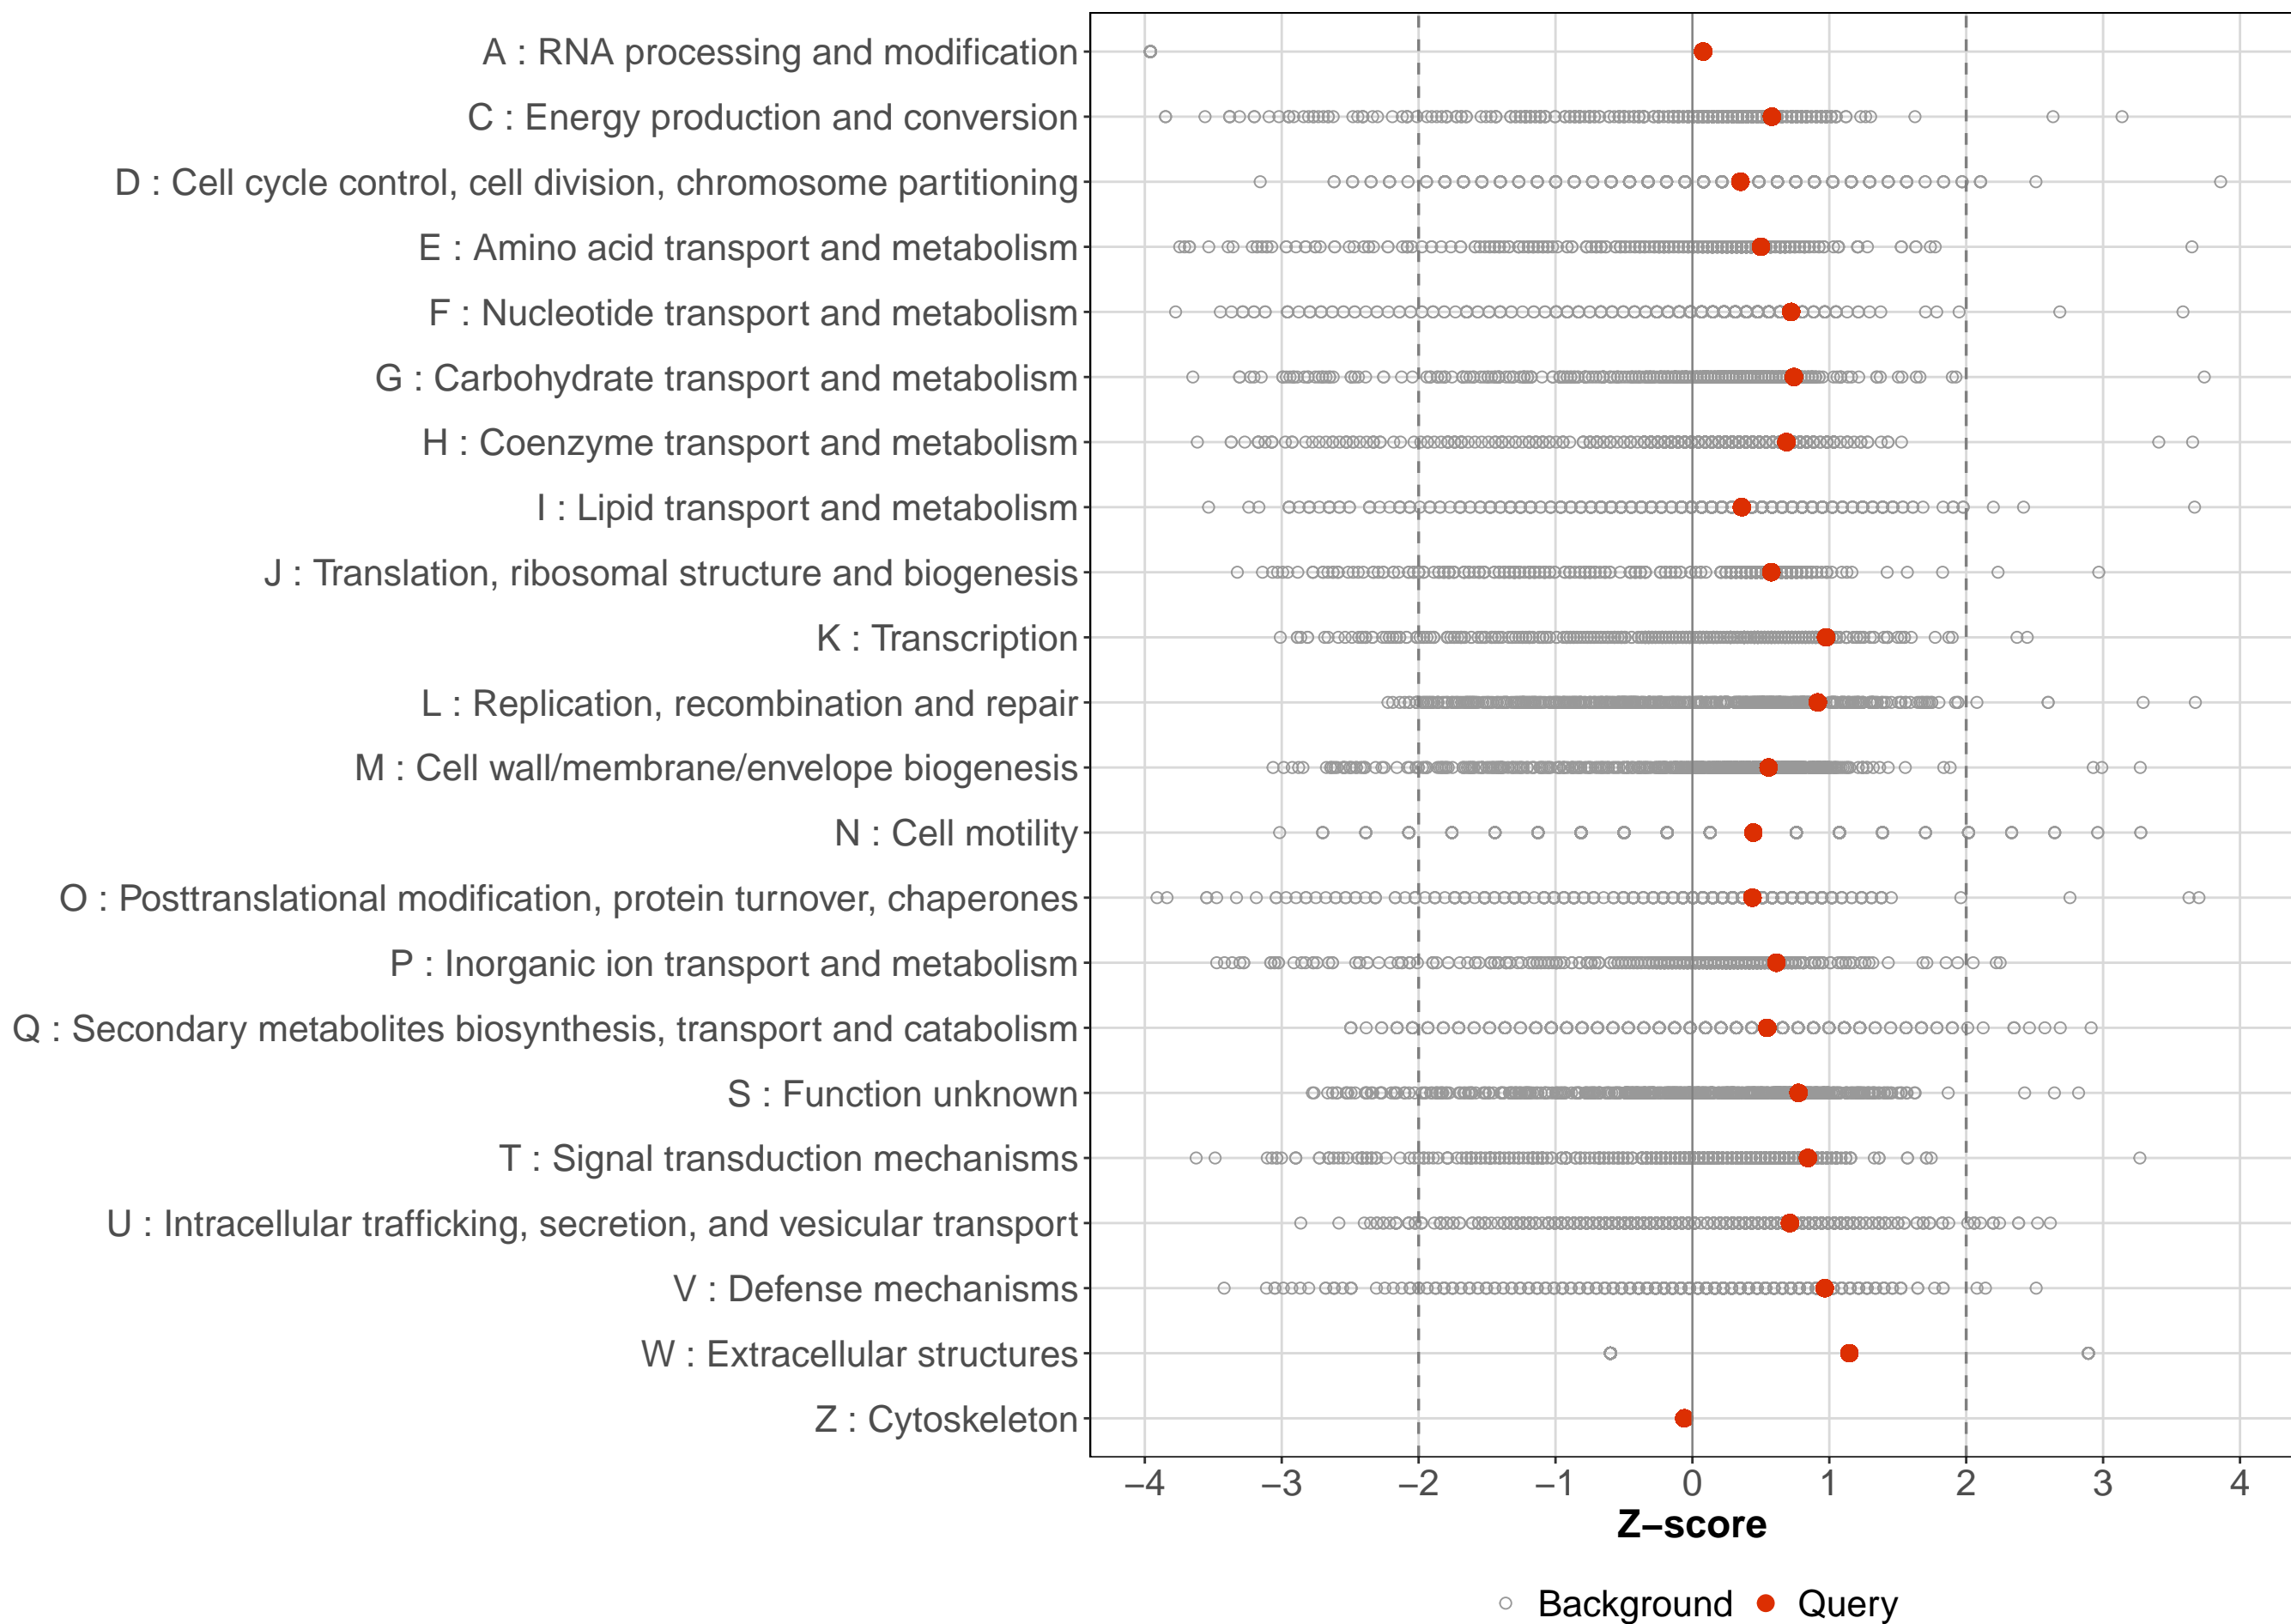 A : RNA processing and modification
C : Energy production and conversion
D : Cell cycle control, cell division, chromosome partitioning
E : Amino acid transport and metabolism
F : Nucleotide transport and metabolism
G : Carbohydrate transport and metabolism
H : Coenzyme transport and metabolism
I : Lipid transport and metabolism
J : Translation, ribosomal structure and biogenesis
K : Transcription
L : Replication, recombination and repair
M : Cell wall/membrane/envelope biogenesis
N : Cell motility
O : Posttranslational modification, protein turnover, chaperones
P : Inorganic ion transport and metabolism
Q : Secondary metabolites biosynthesis, transport and catabolism
S : Function unknown
T : Signal transduction mechanisms
U : Intracellular trafficking, secretion, and vesicular transport
V : Defense mechanisms
W : Extracellular structures
Z : Cytoskeleton
−4 −3 −2 −1 0 1 2 3 4
Z−score
Background Query